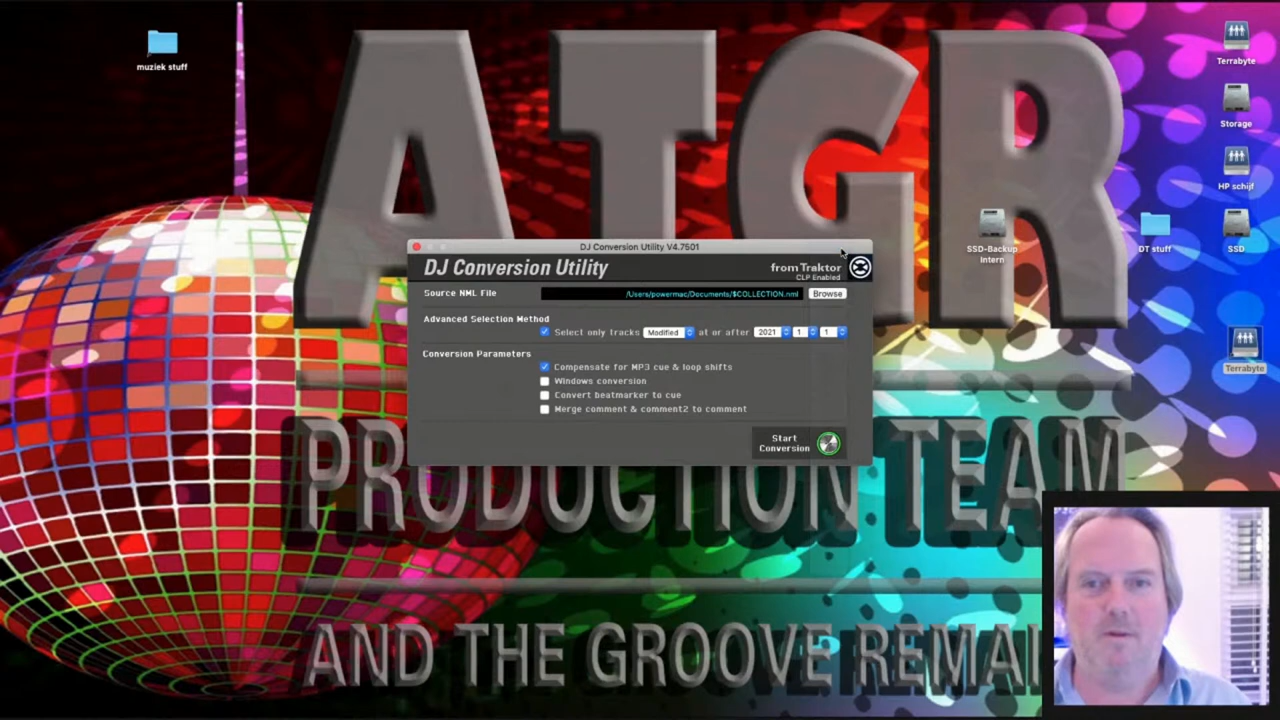 muziek stuff
Terrabyte
Storage
HP schijf
SSD-Backup
Intern
DT stuff
SSD
Terrabyte
ATGR
PRODUCTION TEAM
AND THE GROOVE REMAI
DJ Conversion Utility V4.7501
DJ Conversion Utility
from Traktor
CLP Enabled
Source NML File
/Users/powermac/Documents/$COLLECTION.nml
Browse
Advanced Selection Method
Select only tracks Modified at or after 2021 1 1
Conversion Parameters
Compensate for MP3 cue & loop shifts
Windows conversion
Convert beatmarker to cue
Merge comment & comment2 to comment
Start
Conversion